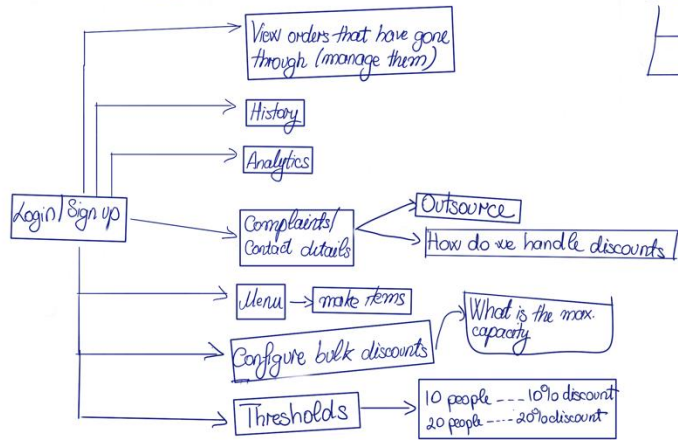 View orders that have gone
through (manage them)
History
Analytics
Login/Sign up
Complaints/
Contact details
Outsource
How do we handle discounts
Menu
make items
Configure bulk discounts
What is the max.
capacity
Thresholds
10 people ---- 10% discount
20 people ---- 20% discount